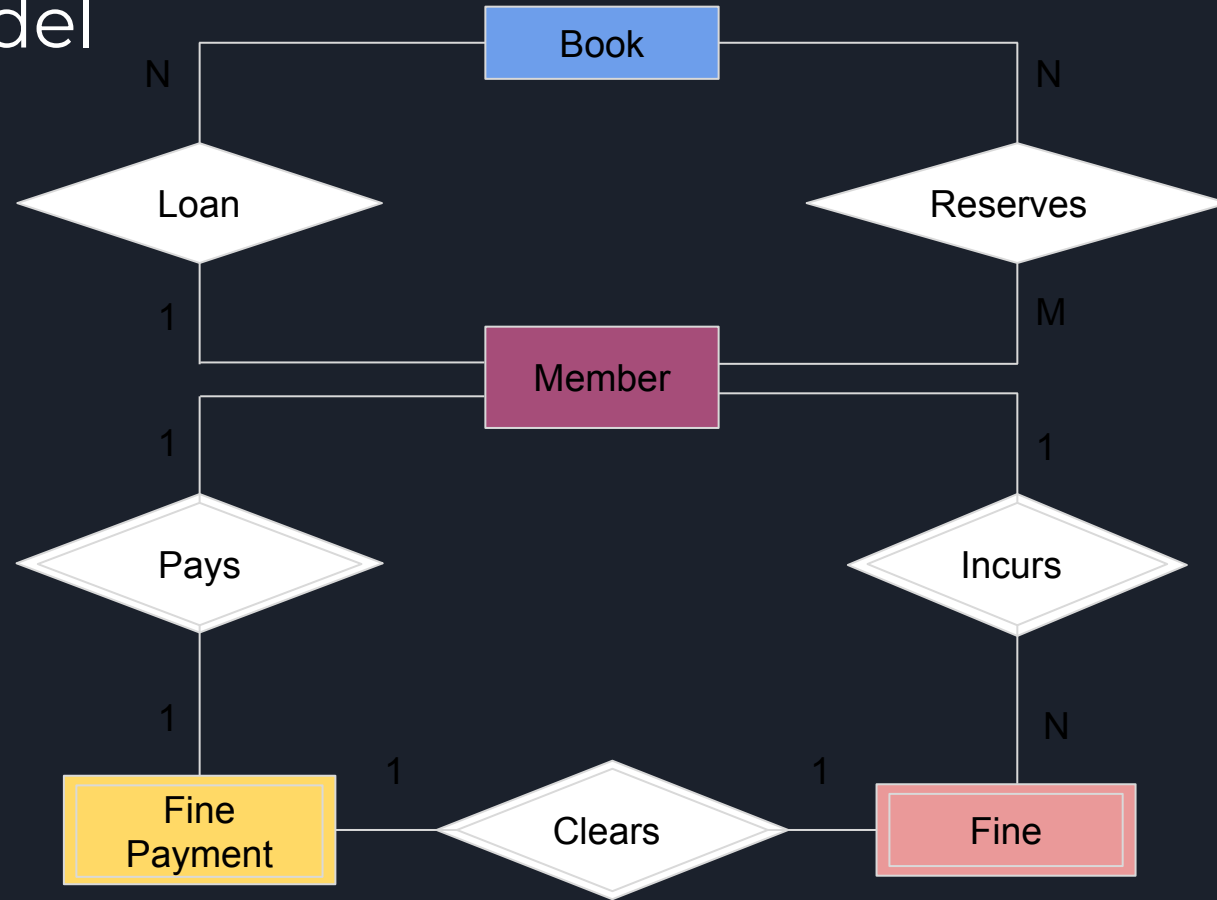 del
Book
N
N
Loan
Reserves
1
M
Member
1
1
Pays
Incurs
1
N
1
1
Fine
Payment
Clears
Fine